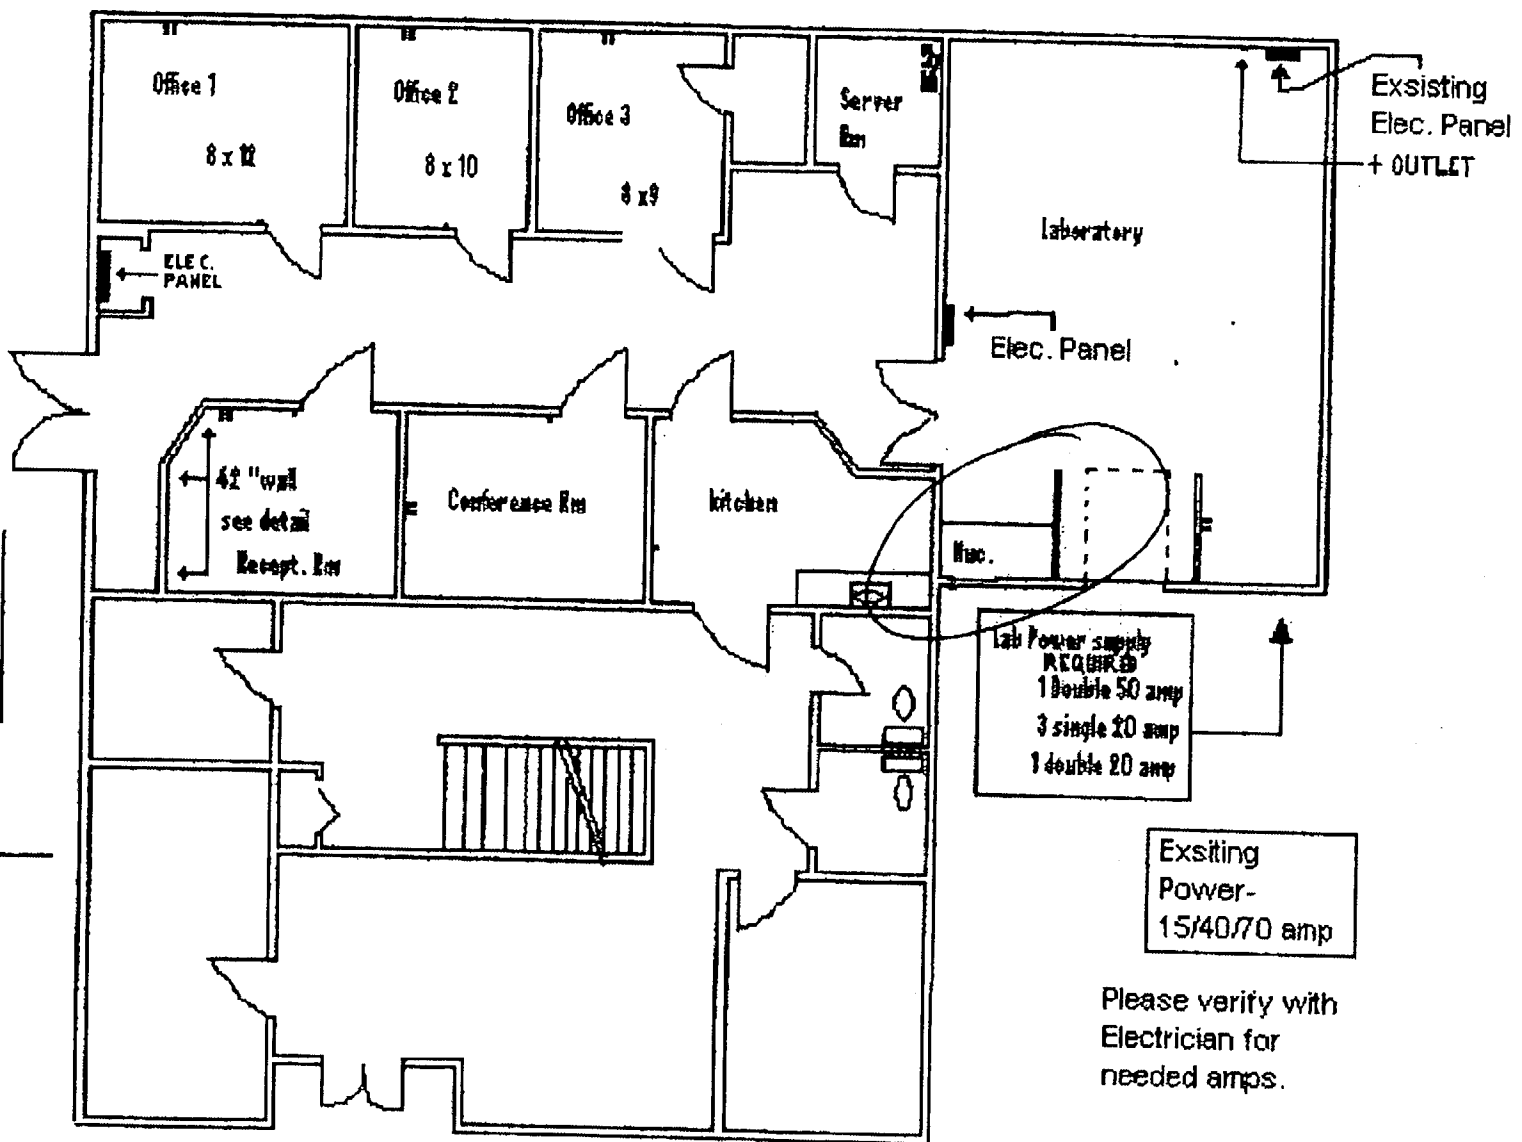 Office 1
8 x 12
Office 2
8 x 10
Office 3
8 x9
Server
Rm
Exsisting
Elec. Panel
+ OUTLET
laboratory
ELEC.
PANEL
Elec. Panel
42 "wall
see detail
Recept. Rm
Conference Rm
kitchen
lab Power supply
REQUIRED
1 Double 50 amp
3 single 20 amp
1 double 20 amp
Exsiting
Power-
15/40/70 amp
Please verify with
Electrician for
needed amps.